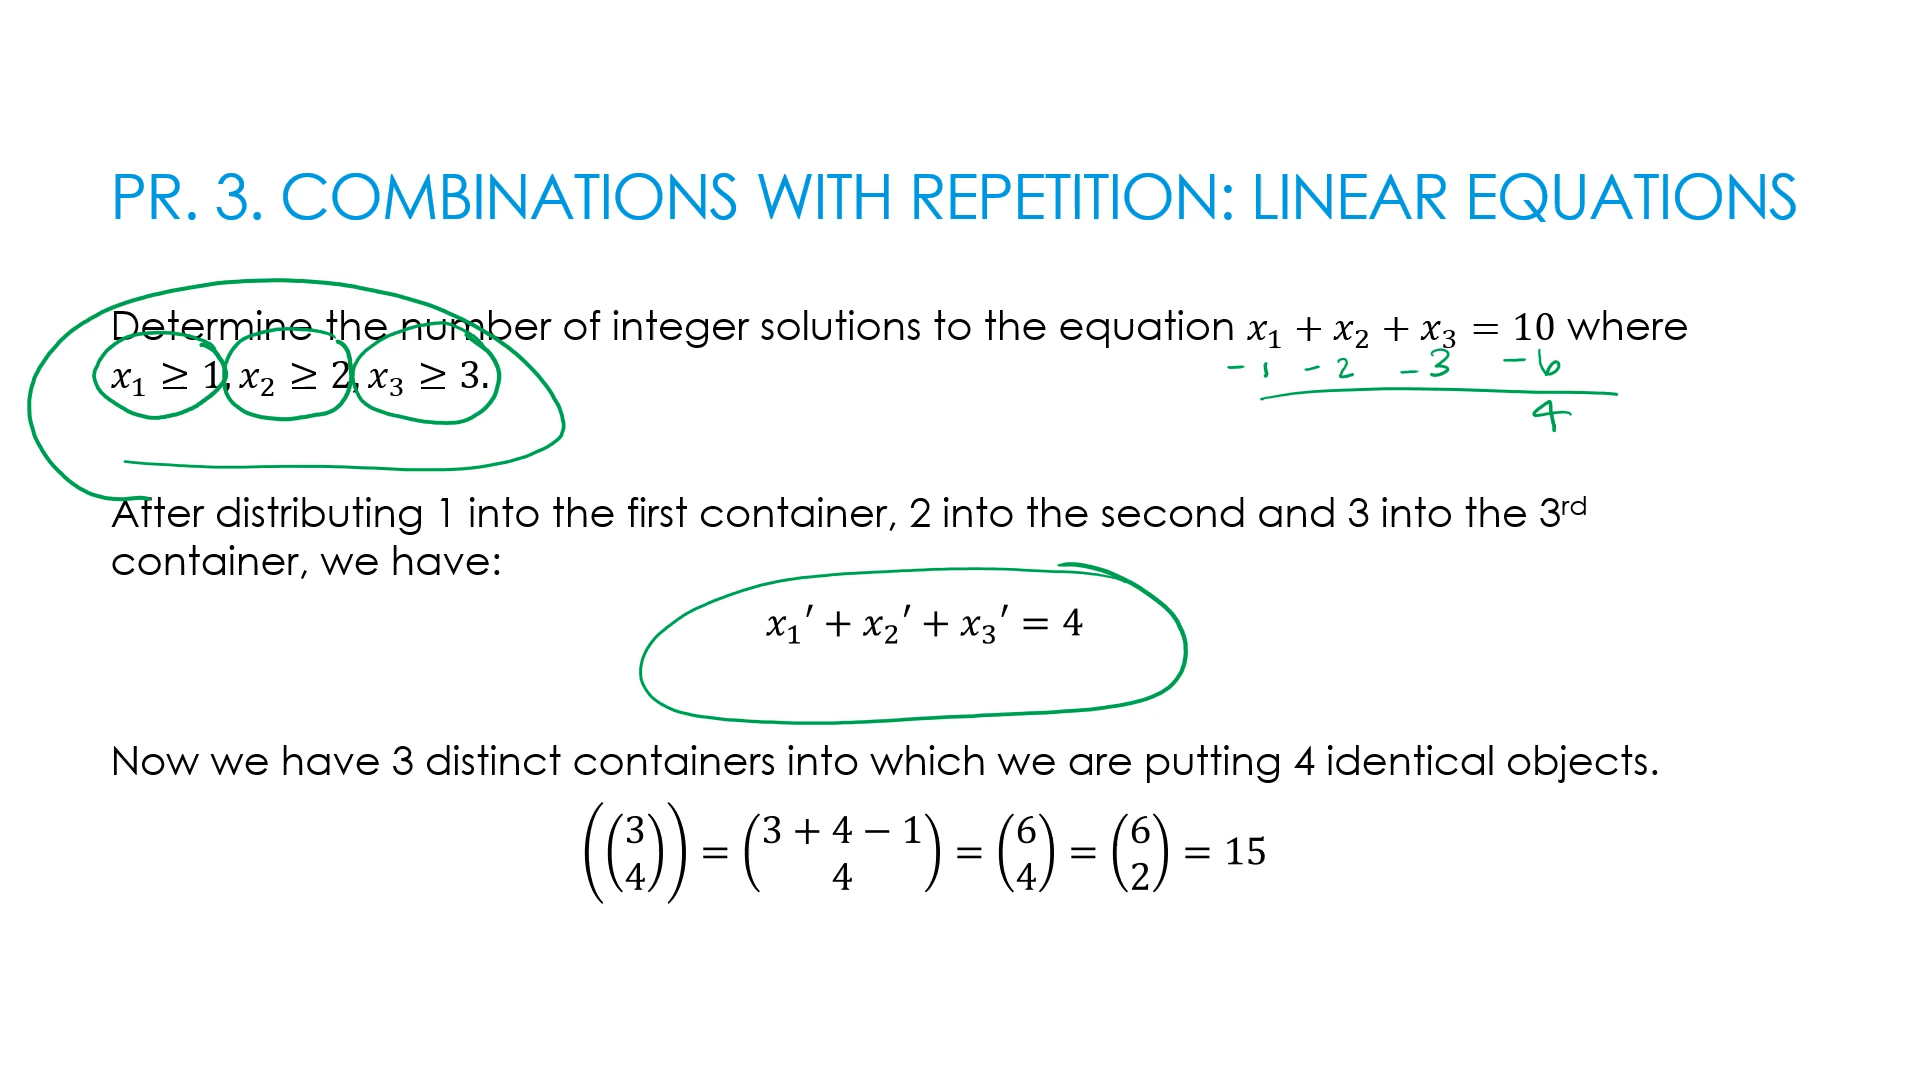 PR. 3. COMBINATIONS WITH REPETITION: LINEAR EQUATIONS
Determine the number of integer solutions to the equation x₁ + x₂ + x₃ = 10 where
x₁ ≥ 1, x₂ ≥ 2, x₃ ≥ 3.
- 1 - 2 - 3 - 6
4
After distributing 1 into the first container, 2 into the second and 3 into the 3rd
container, we have:
x₁′ + x₂′ + x₃′ = 4
Now we have 3 distinct containers into which we are putting 4 identical objects.
((3 4)) = (3 + 4 − 1 4) = (6 4) = (6 2) = 15